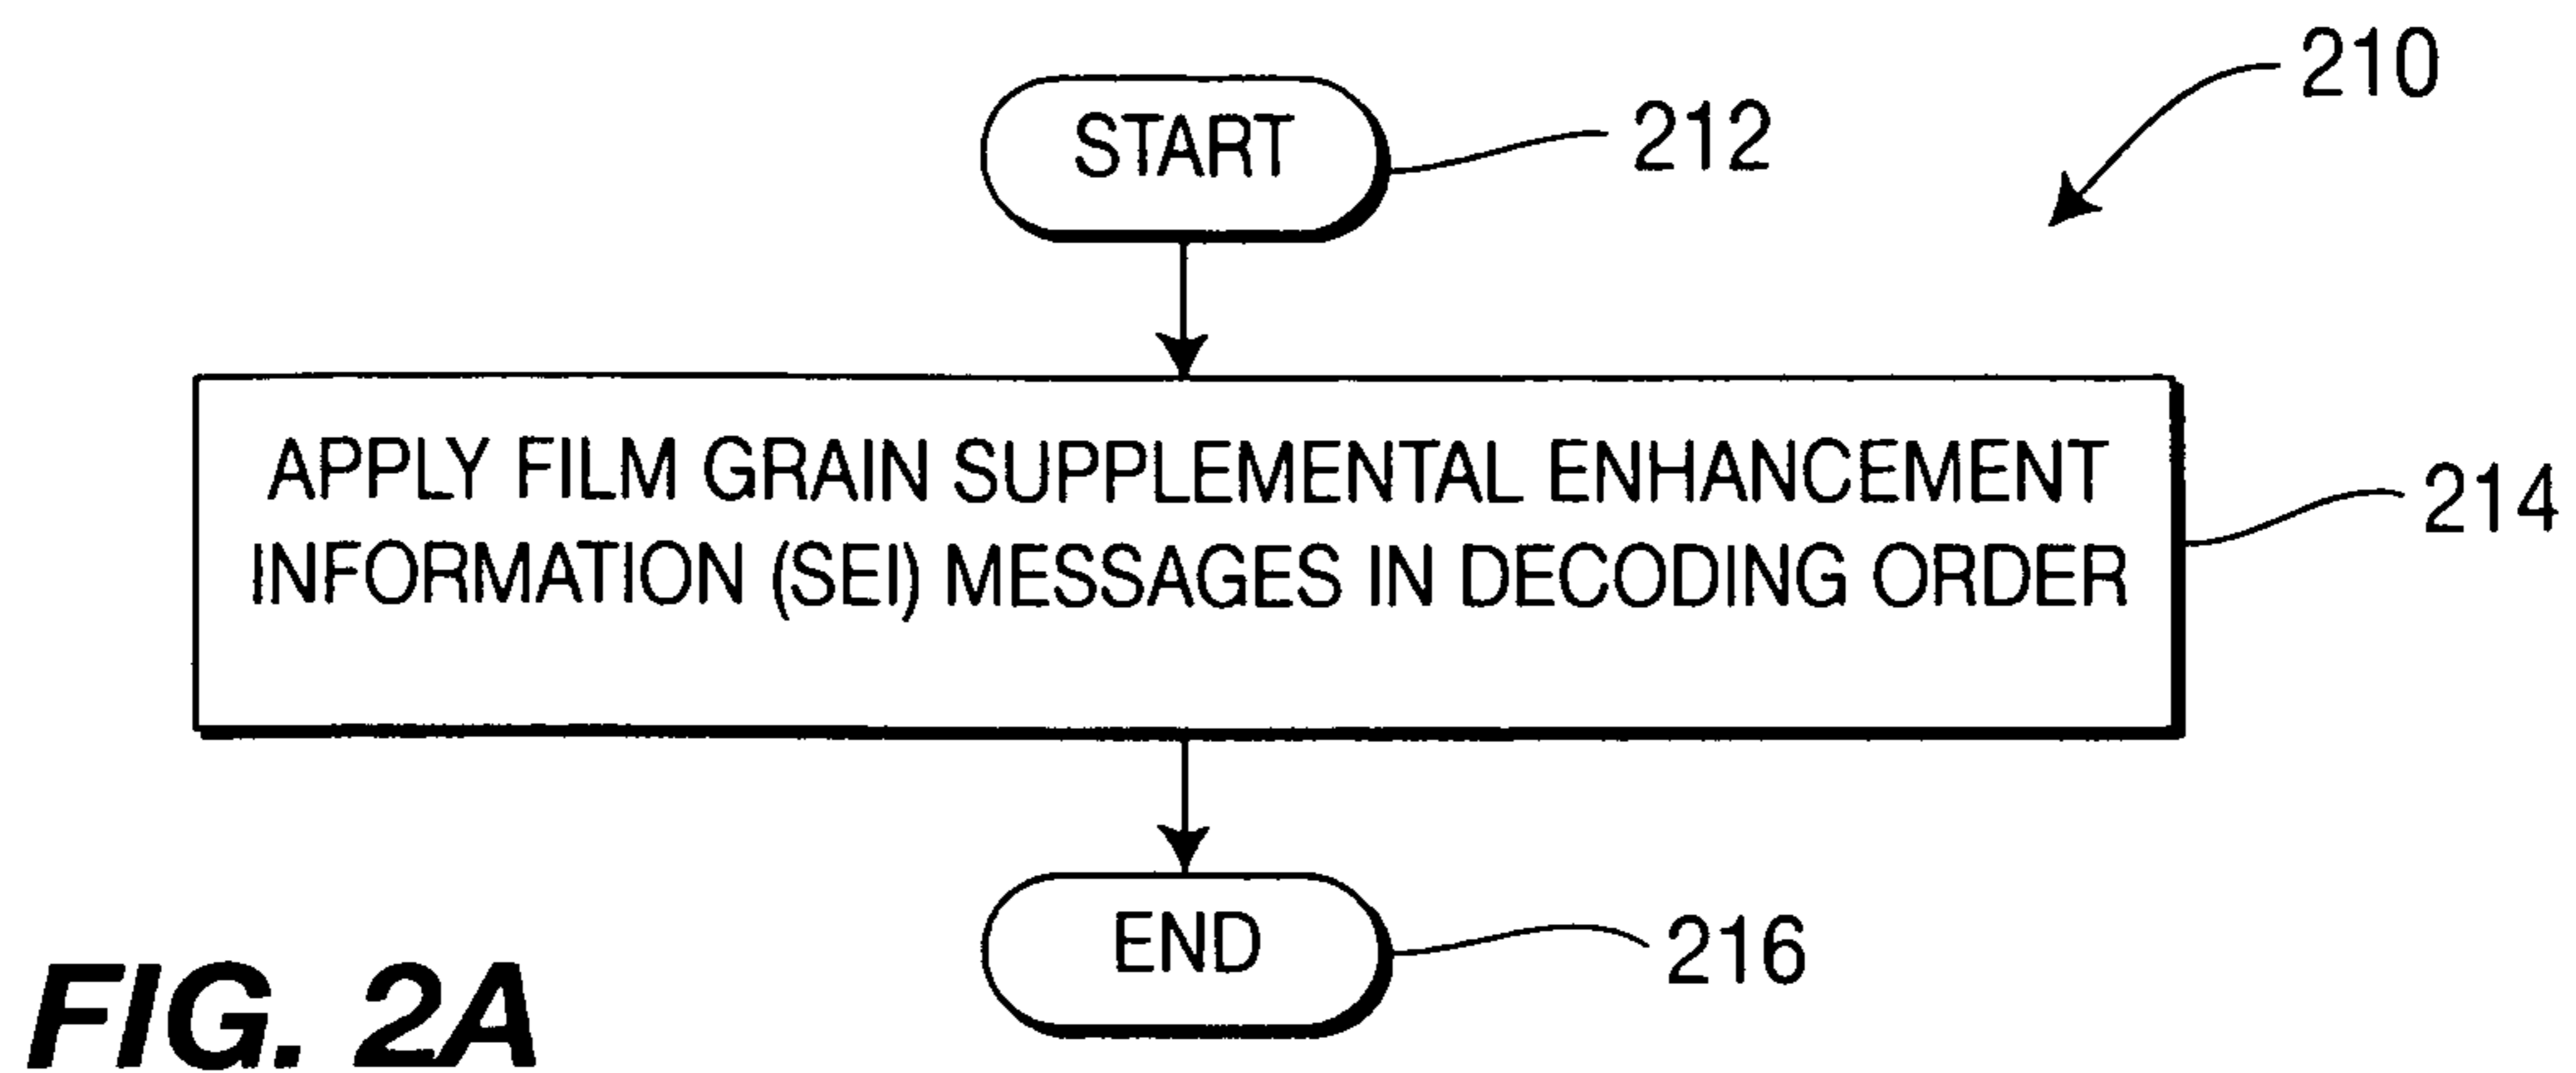 210
START
212
APPLY FILM GRAIN SUPPLEMENTAL ENHANCEMENT
INFORMATION (SEI) MESSAGES IN DECODING ORDER
214
END
216
FIG. 2A